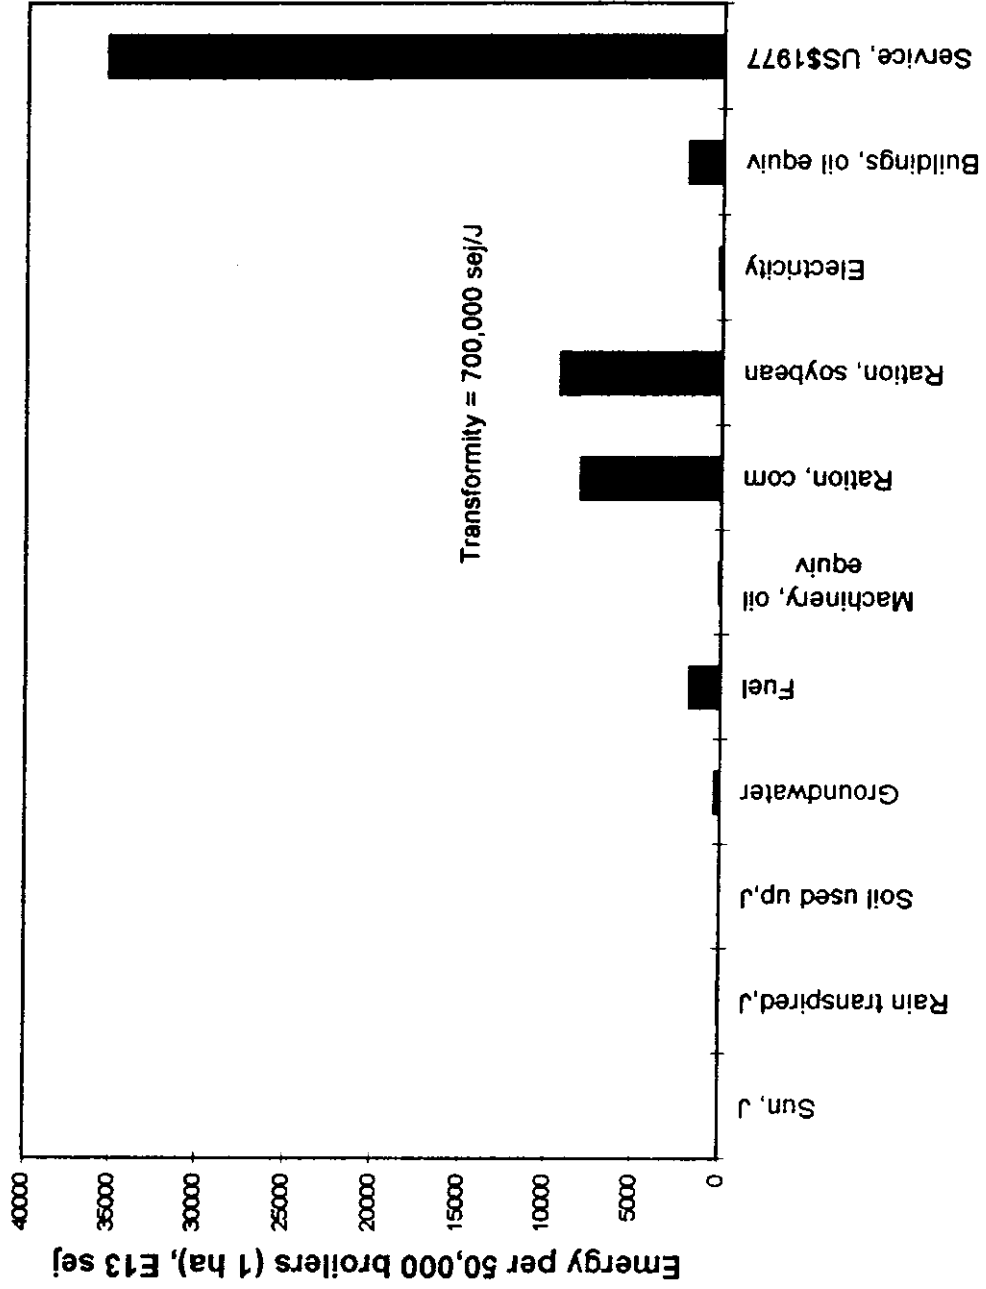 Emergy per 50,000 broilers (1 ha), E13 sej
40000
35000
30000
25000
20000
15000
10000
5000
0
Transformity = 700,000 sej/J
Sun, J
Rain transpired,J
Soil used up,J
Groundwater
Fuel
Machinery, oil
equiv
Ration, corn
Ration, soybean
Electricity
Buildings, oil equiv
Service, US$1977